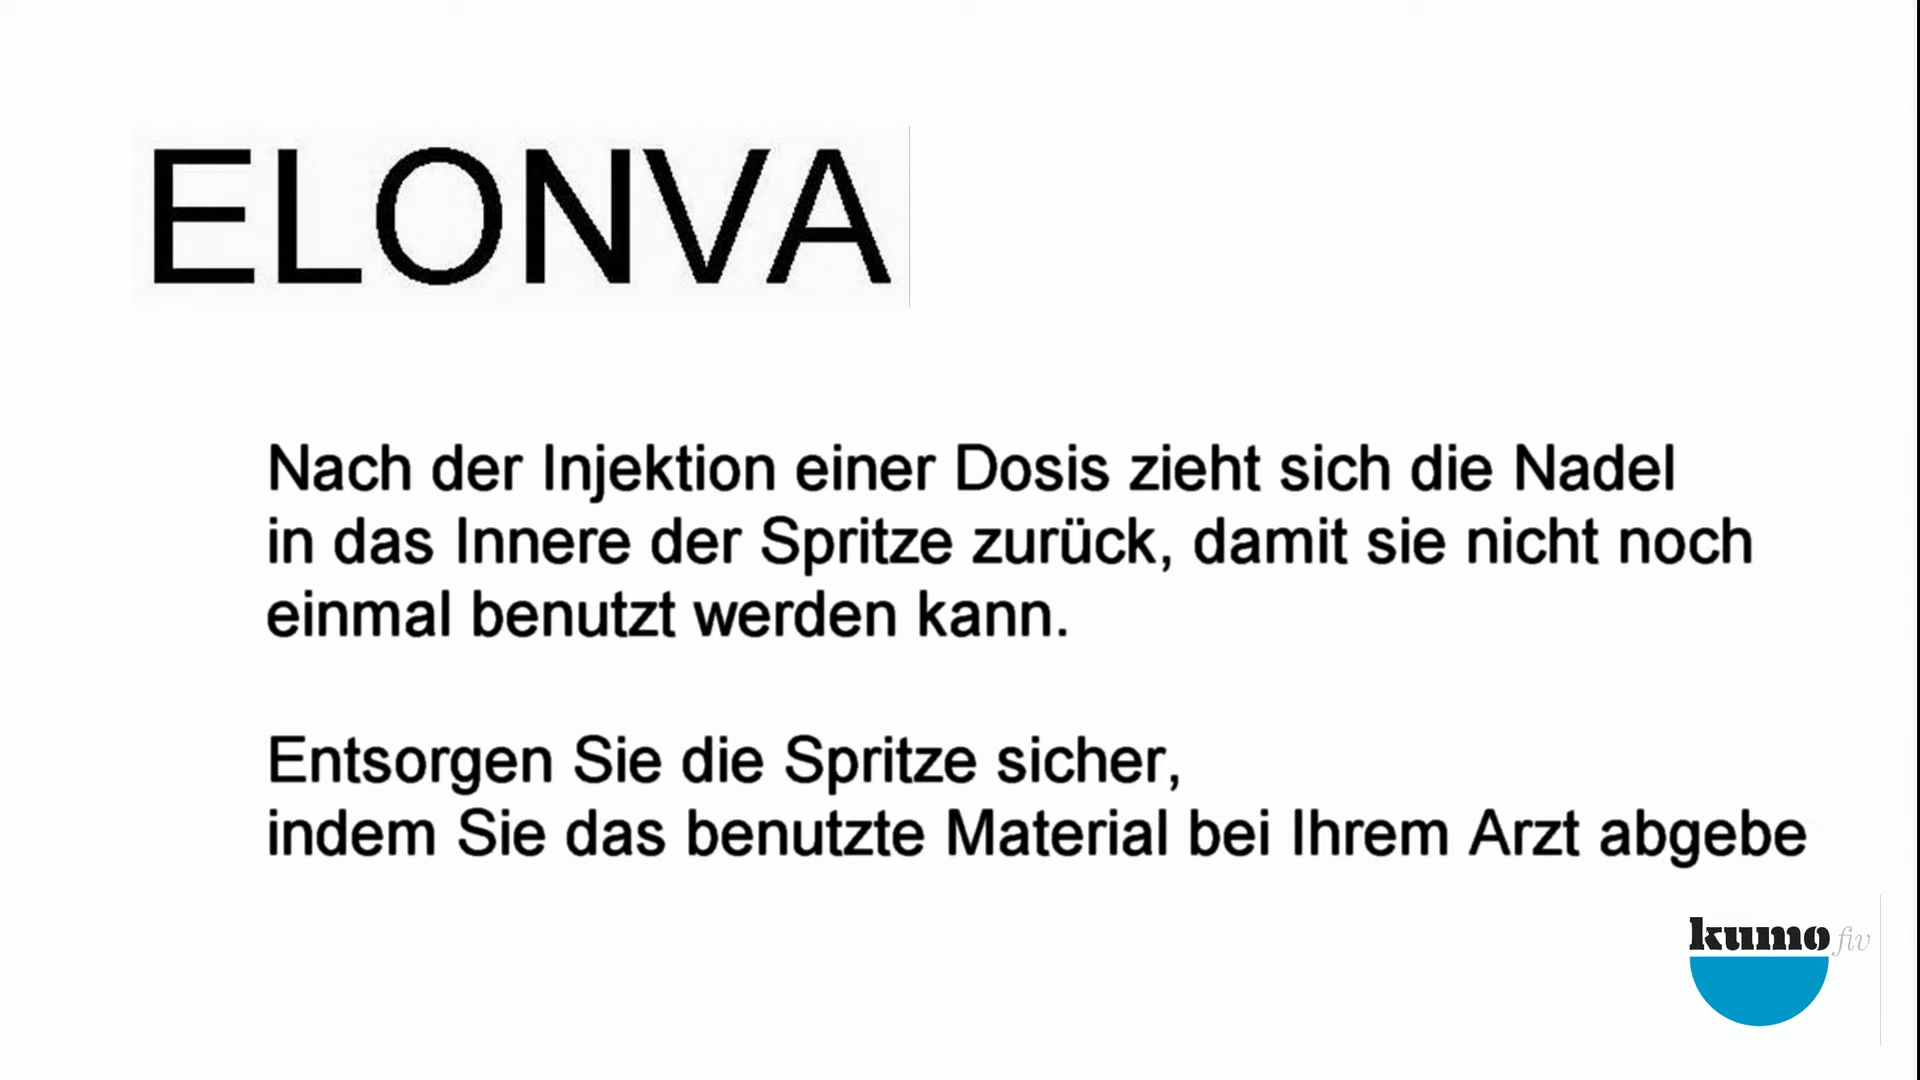 ELONVA
Nach der Injektion einer Dosis zieht sich die Nadel
in das Innere der Spritze zurück, damit sie nicht noch
einmal benutzt werden kann.
Entsorgen Sie die Spritze sicher,
indem Sie das benutzte Material bei Ihrem Arzt abgebe
kumo fiv